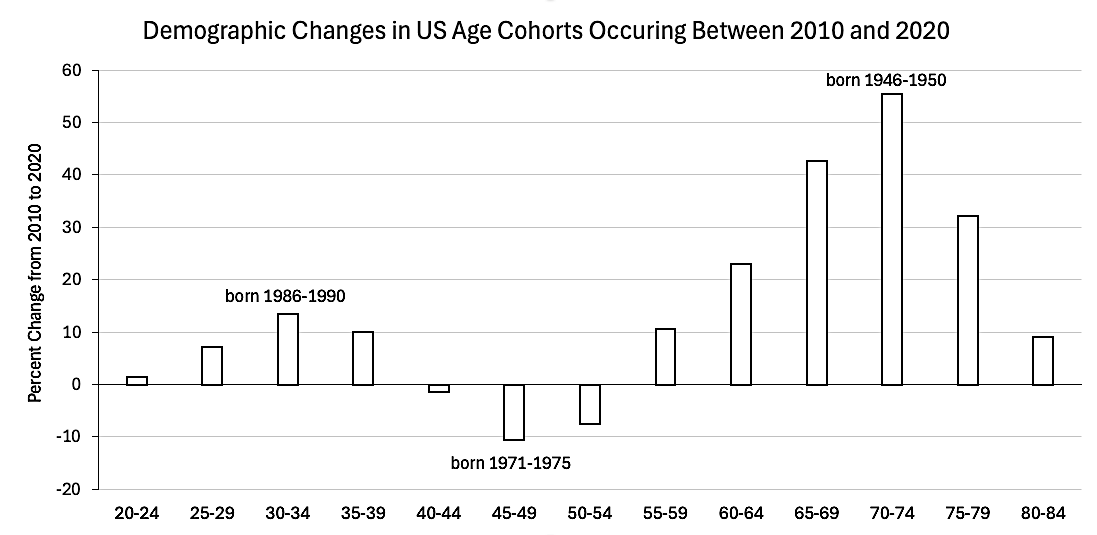 Demographic Changes in US Age Cohorts Occuring Between 2010 and 2020
Percent Change from 2010 to 2020
60
50
40
30
20
10
0
-10
-20
born 1946-1950
born 1986-1990
born 1971-1975
20-24 25-29 30-34 35-39 40-44 45-49 50-54 55-59 60-64 65-69 70-74 75-79 80-84